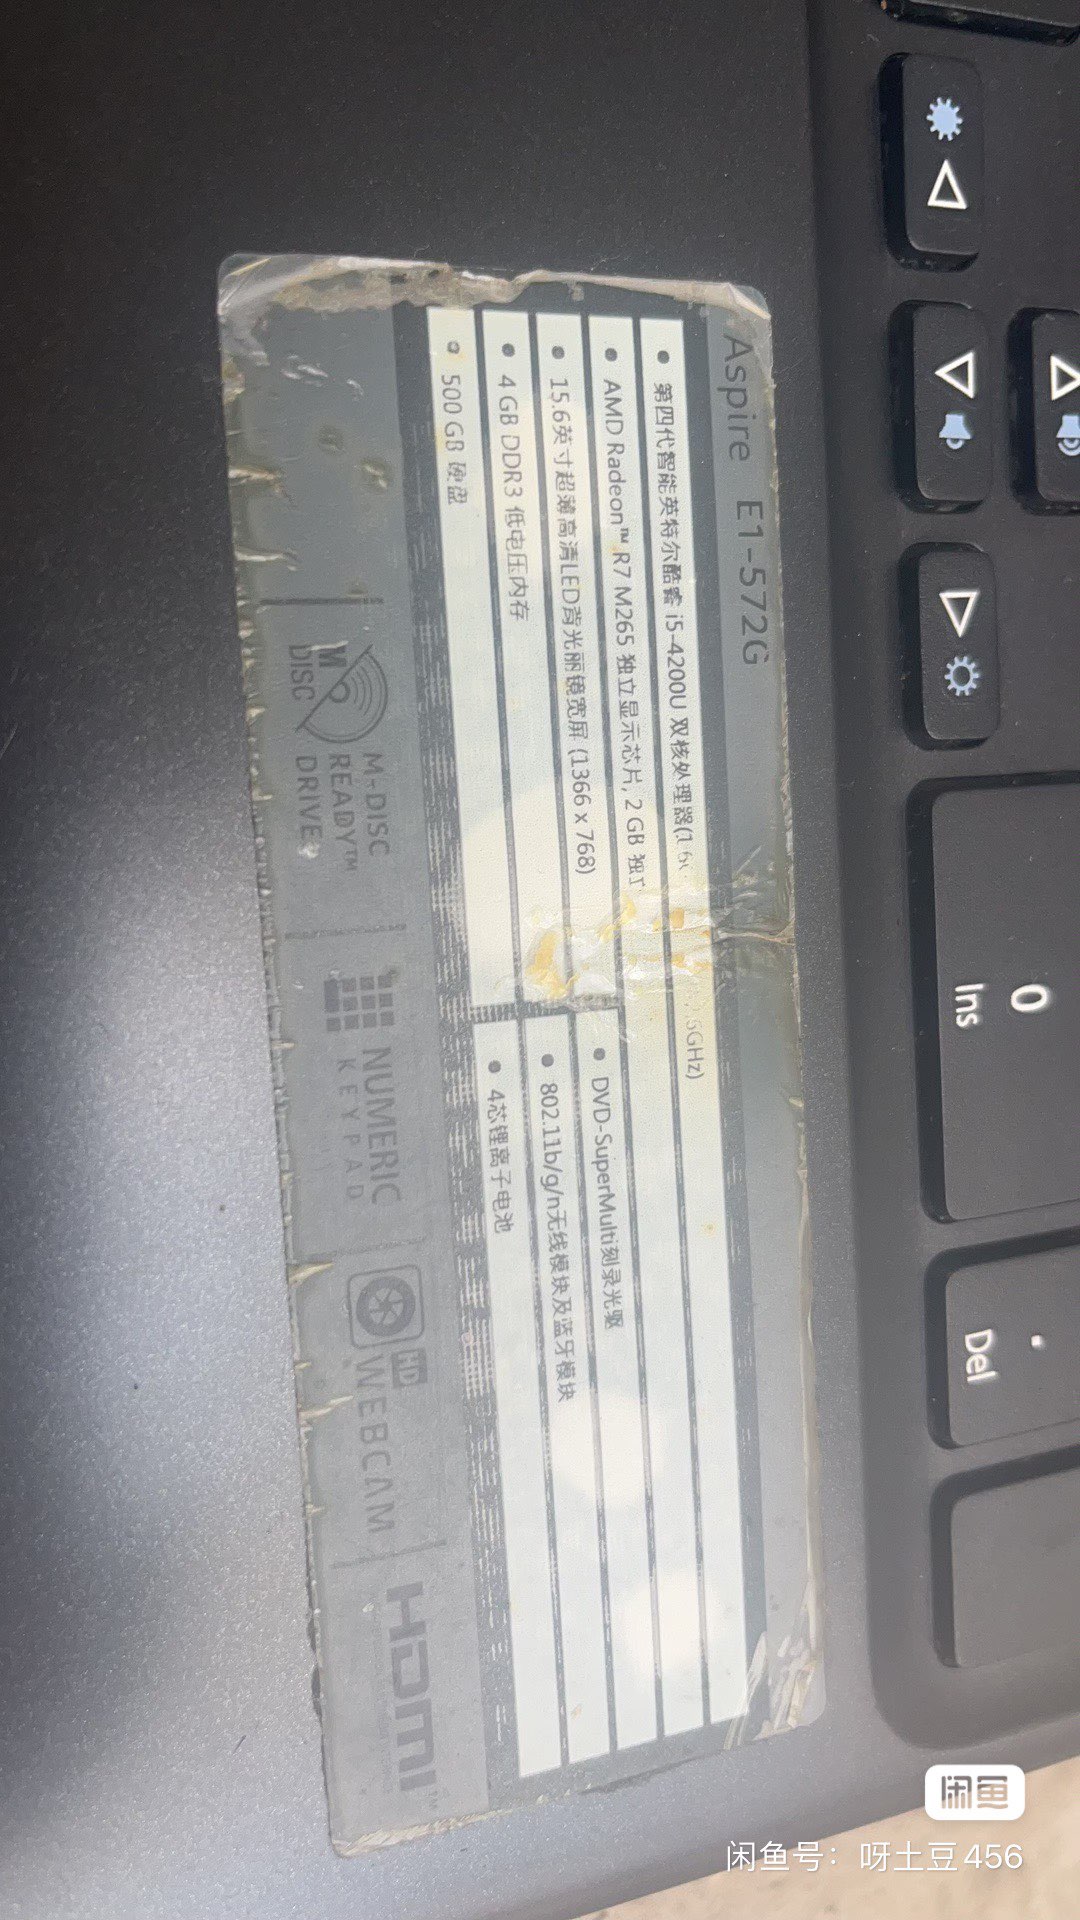 Aspire E1-572G
• 第四代智能英特尔酷睿 i5-4200U 双核处理器(1.6 .6GHz)
• AMD Radeon™ R7 M265 独立显示芯片, 2 GB 独
• 15.6英寸超薄高清LED背光丽镜宽屏 (1366 x 768)
• 4 GB DDR3 低电压内存
• 500 GB 硬盘
• DVD-SuperMulti刻录光驱
• 802.11b/g/n无线模块及蓝牙模块
• 4芯锂离子电池
M DISC
M-DISC
READY™
DRIVE
NUMERIC
KEYPAD
HD
WEBCAM
HDMI
0
Ins
.
Del
闲鱼
闲鱼号：呀土豆456